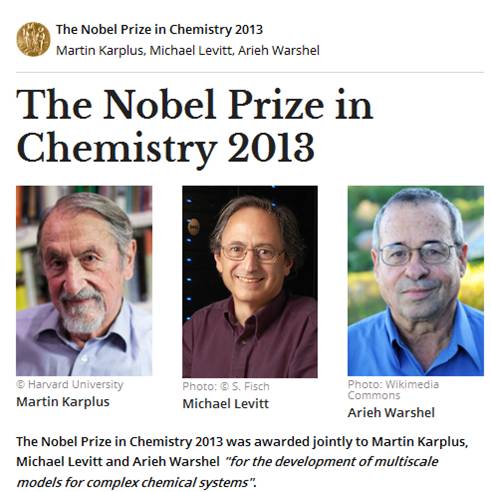 The Nobel Prize in Chemistry 2013
Martin Karplus, Michael Levitt, Arieh Warshel
The Nobel Prize in
Chemistry 2013
© Harvard University
Martin Karplus
Photo: © S. Fisch
Michael Levitt
Photo: Wikimedia
Commons
Arieh Warshel
The Nobel Prize in Chemistry 2013 was awarded jointly to Martin Karplus,
Michael Levitt and Arieh Warshel "for the development of multiscale
models for complex chemical systems".